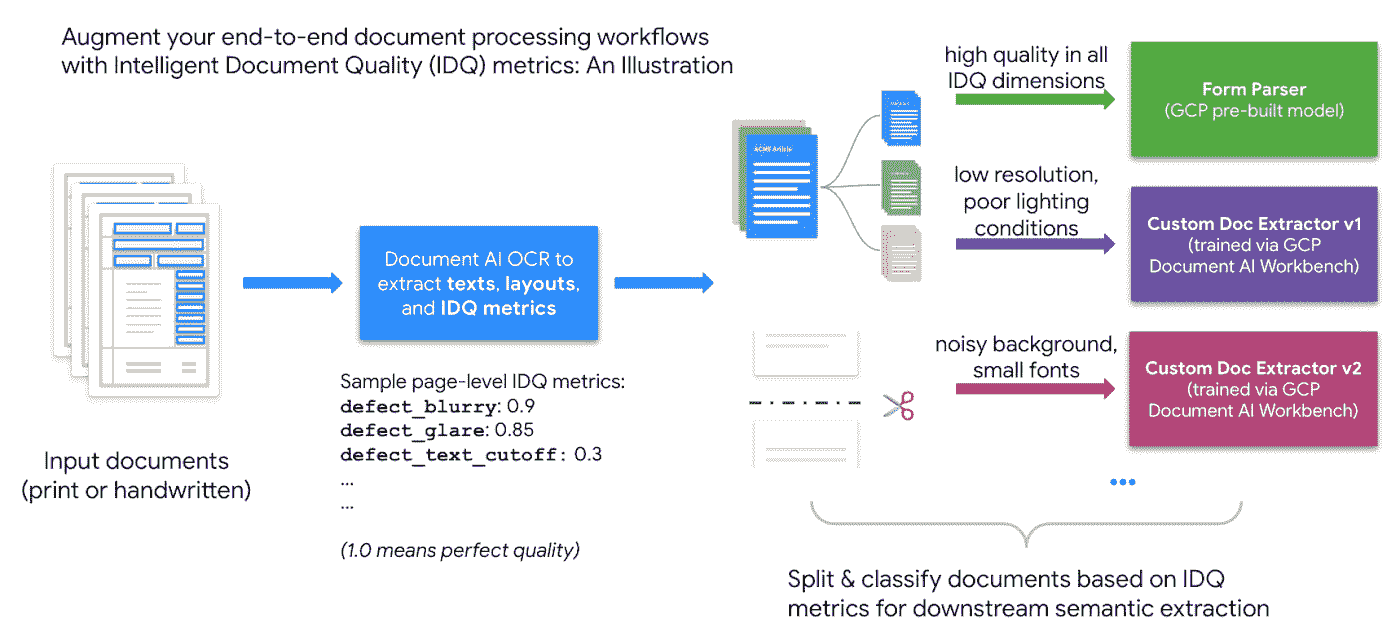 Augment your end-to-end document processing workflows
with Intelligent Document Quality (IDQ) metrics: An Illustration
Input documents
(print or handwritten)
Document AI OCR to
extract texts, layouts,
and IDQ metrics
Sample page-level IDQ metrics:
defect_blurry: 0.9
defect_glare: 0.85
defect_text_cutoff: 0.3
...
...
(1.0 means perfect quality)
ACME Article
high quality in all
IDQ dimensions
Form Parser
(GCP pre-built model)
low resolution,
poor lighting
conditions
Custom Doc Extractor v1
(trained via GCP
Document AI Workbench)
noisy background,
small fonts
Custom Doc Extractor v2
(trained via GCP
Document AI Workbench)
Split & classify documents based on IDQ
metrics for downstream semantic extraction